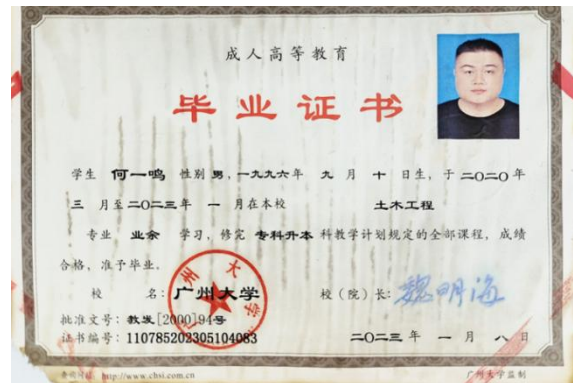 成人高等教育
毕业证书
学生 何一鸣 性别 男，一九九六年 九 月 十 日生，于二〇二〇年
三 月至二〇二三年 一 月在本校 土木工程
专业 业余 学习，修完 专科升本 科教学计划规定的全部课程，成绩
合格，准予毕业。
校 名：广州大学 校（院）长：魏明海
批准文号：教发[2000]94号
证书编号：110785202305104083 二〇二三年 一 月 八 日
查询网址：http://www.chsi.com.cn 广州大学监制